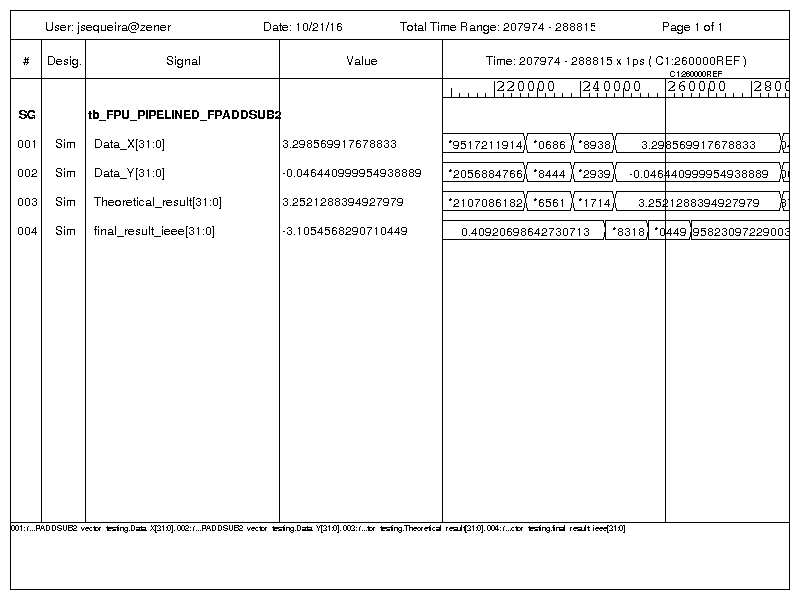 User: jsequeira@zener Date: 10/21/16 Total Time Range: 207974 - 288815 Page 1 of 1
# Desig. Signal Value Time: 207974 - 288815 x 1ps ( C1:260000REF )
C1:260000REF
220000 240000 260000 2800
SG tb_FPU_PIPELINED_FPADDSUB2
001 Sim Data_X[31:0] 3.298569917678833 *9517211914 *0686 *8938 3.298569917678833
002 Sim Data_Y[31:0] -0.046440999954938889 *2056884766 *8444 *2939 -0.046440999954938889
003 Sim Theoretical_result[31:0] 3.2521288394927979 *2107086182 *6561 *1714 3.2521288394927979
004 Sim final_result_ieee[31:0] -3.1054568290710449 0.40920698642730713 *8318 *0449 95823097229003
001:r...PADDSUB2 vector testing.Data X[31:0].002:r...PADDSUB2 vector testing.Data Y[31:0].003:r...tor testing.Theoretical result[31:0].004:r...ctor testing.final result ieee[31:0]